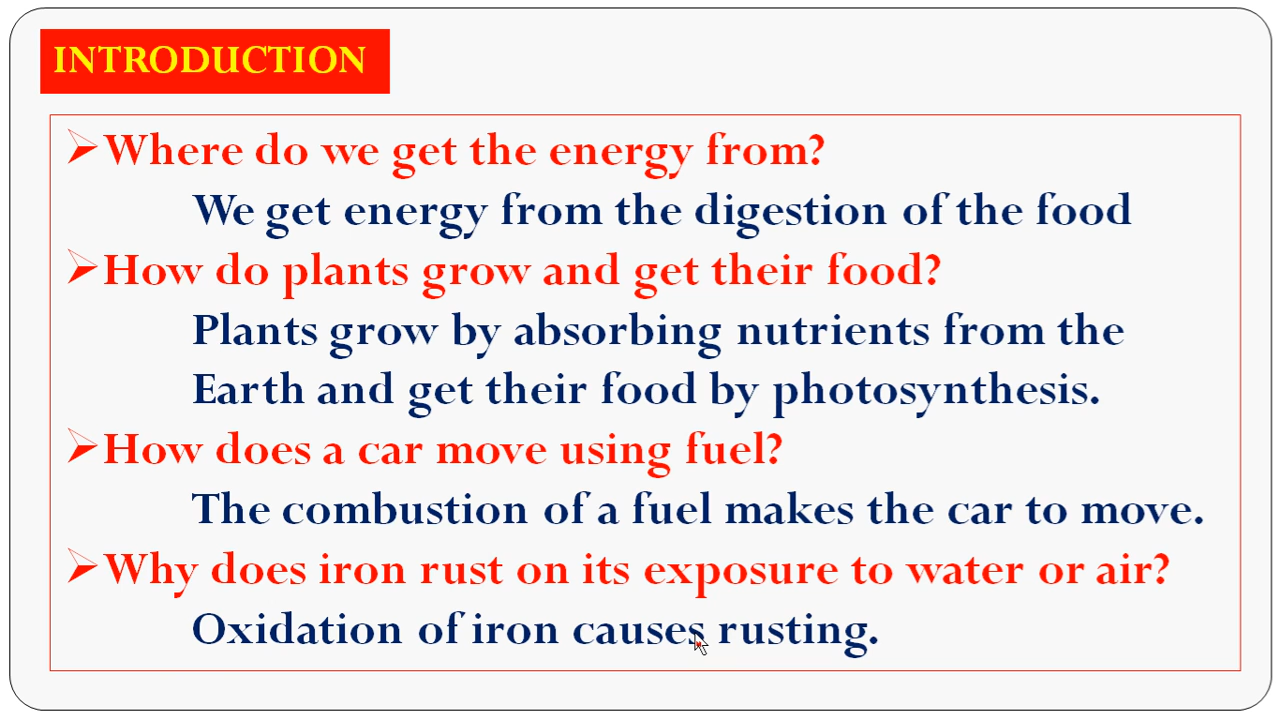 INTRODUCTION
Where do we get the energy from?
We get energy from the digestion of the food
How do plants grow and get their food?
Plants grow by absorbing nutrients from the
Earth and get their food by photosynthesis.
How does a car move using fuel?
The combustion of a fuel makes the car to move.
Why does iron rust on its exposure to water or air?
Oxidation of iron causes rusting.